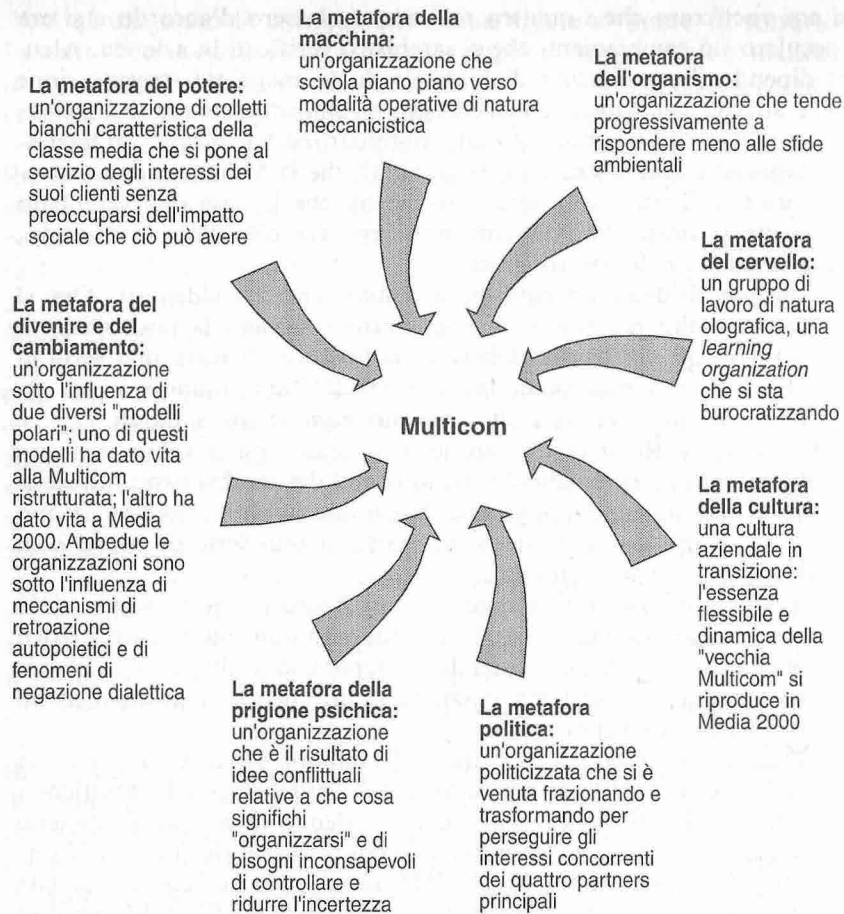 La metafora della
macchina:
un'organizzazione che
scivola piano piano verso
modalità operative di natura
meccanicistica
La metafora
dell'organismo:
un'organizzazione che tende
progressivamente a
rispondere meno alle sfide
ambientali
La metafora del potere:
un'organizzazione di colletti
bianchi caratteristica della
classe media che si pone al
servizio degli interessi dei
suoi clienti senza
preoccuparsi dell'impatto
sociale che ciò può avere
La metafora
del cervello:
un gruppo di
lavoro di natura
olografica, una
learning
organization
che si sta
burocratizzando
La metafora del
divenire e del
cambiamento:
un'organizzazione
sotto l'influenza di
due diversi "modelli
polari"; uno di questi
modelli ha dato vita
alla Multicom
ristrutturata; l'altro ha
dato vita a Media
2000. Ambedue le
organizzazioni sono
sotto l'influenza di
meccanismi di
retroazione
autopoietici e di
fenomeni di
negazione dialettica
Multicom
La metafora
della cultura:
una cultura
aziendale in
transizione:
l'essenza
flessibile e
dinamica della
"vecchia
Multicom" si
riproduce in
Media 2000
La metafora della
prigione psichica:
un'organizzazione
che è il risultato di
idee conflittuali
relative a che cosa
significhi
"organizzarsi" e di
bisogni inconsapevoli
di controllare e
ridurre l'incertezza
La metafora
politica:
un'organizzazione
politicizzata che si è
venuta frazionando e
trasformando per
perseguire gli
interessi concorrenti
dei quattro partners
principali